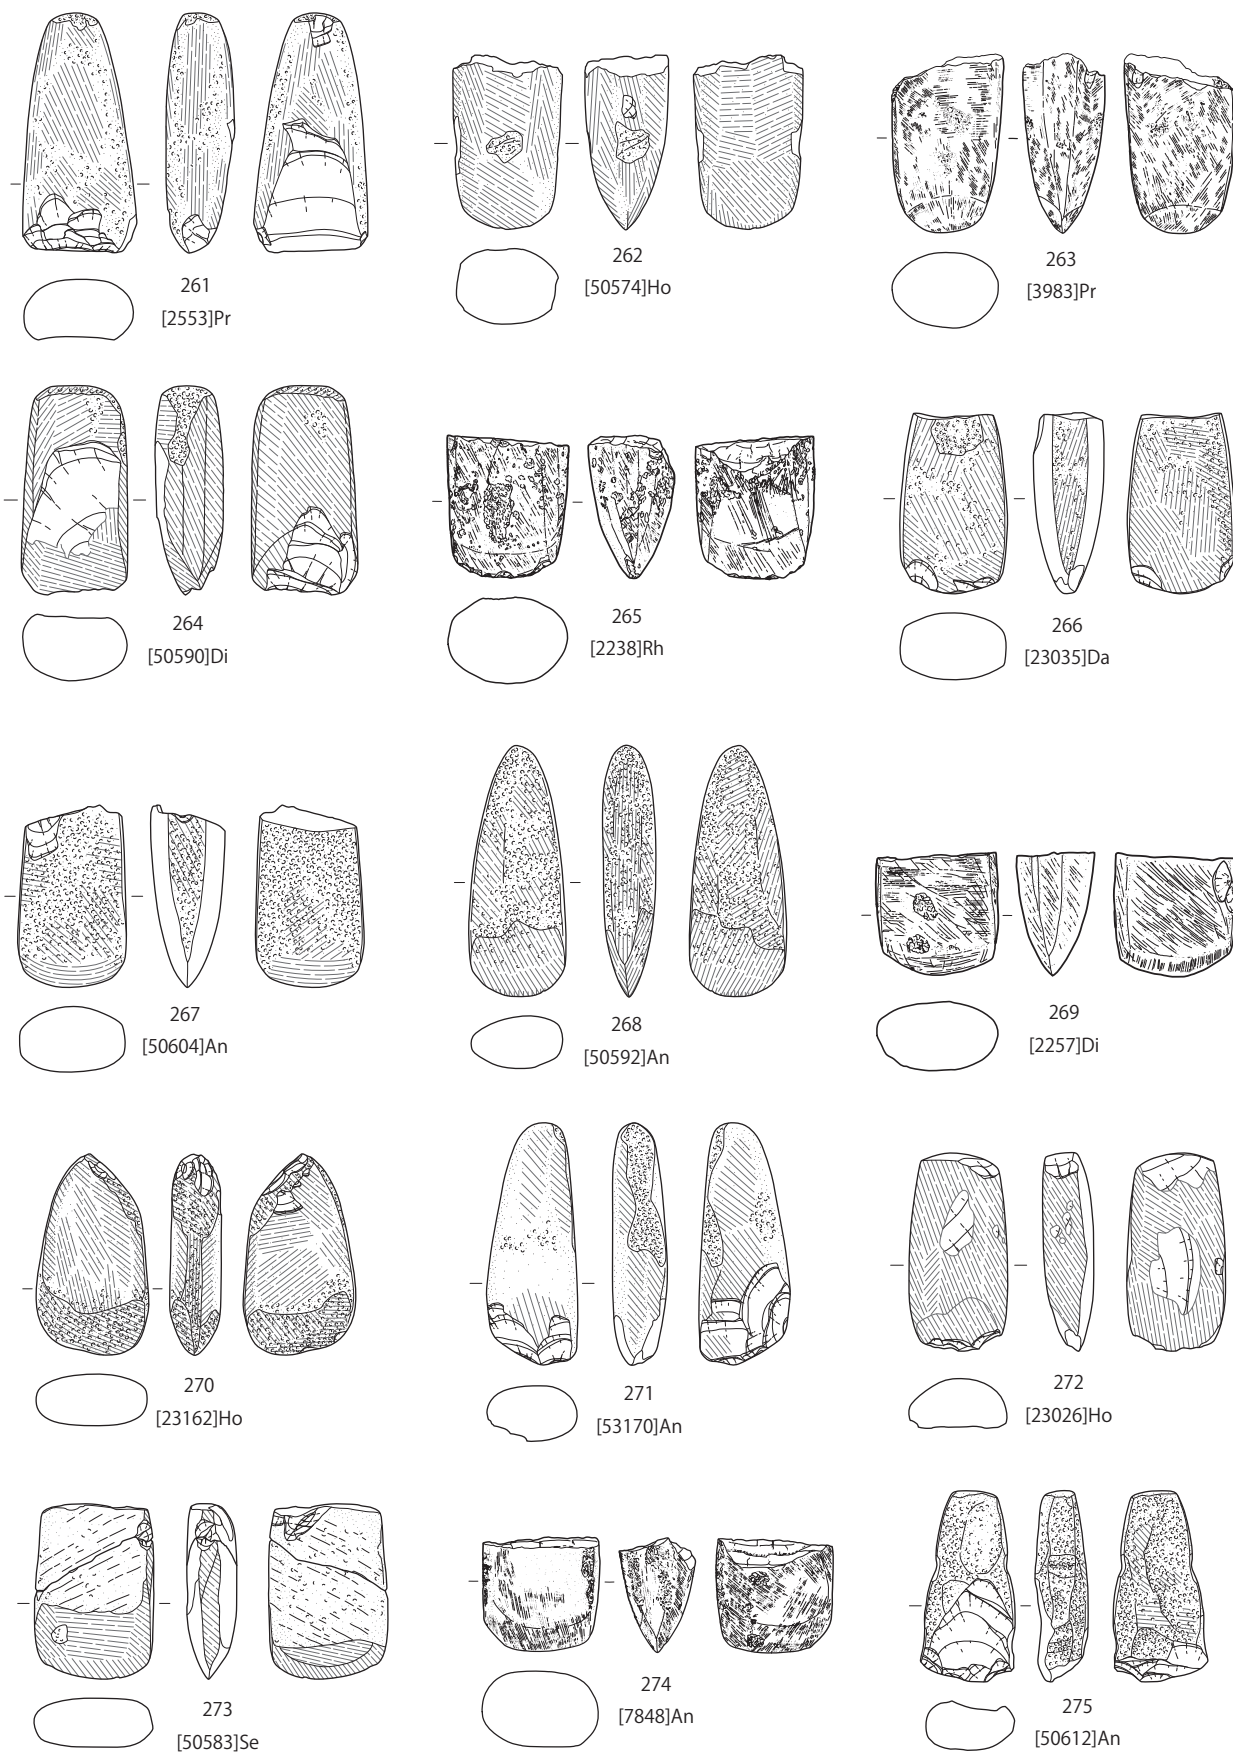 261
[2553]Pr
262
[50574]Ho
263
[3983]Pr
264
[50590]Di
265
[2238]Rh
266
[23035]Da
267
[50604]An
268
[50592]An
269
[2257]Di
270
[23162]Ho
271
[53170]An
272
[23026]Ho
273
[50583]Se
274
[7848]An
275
[50612]An